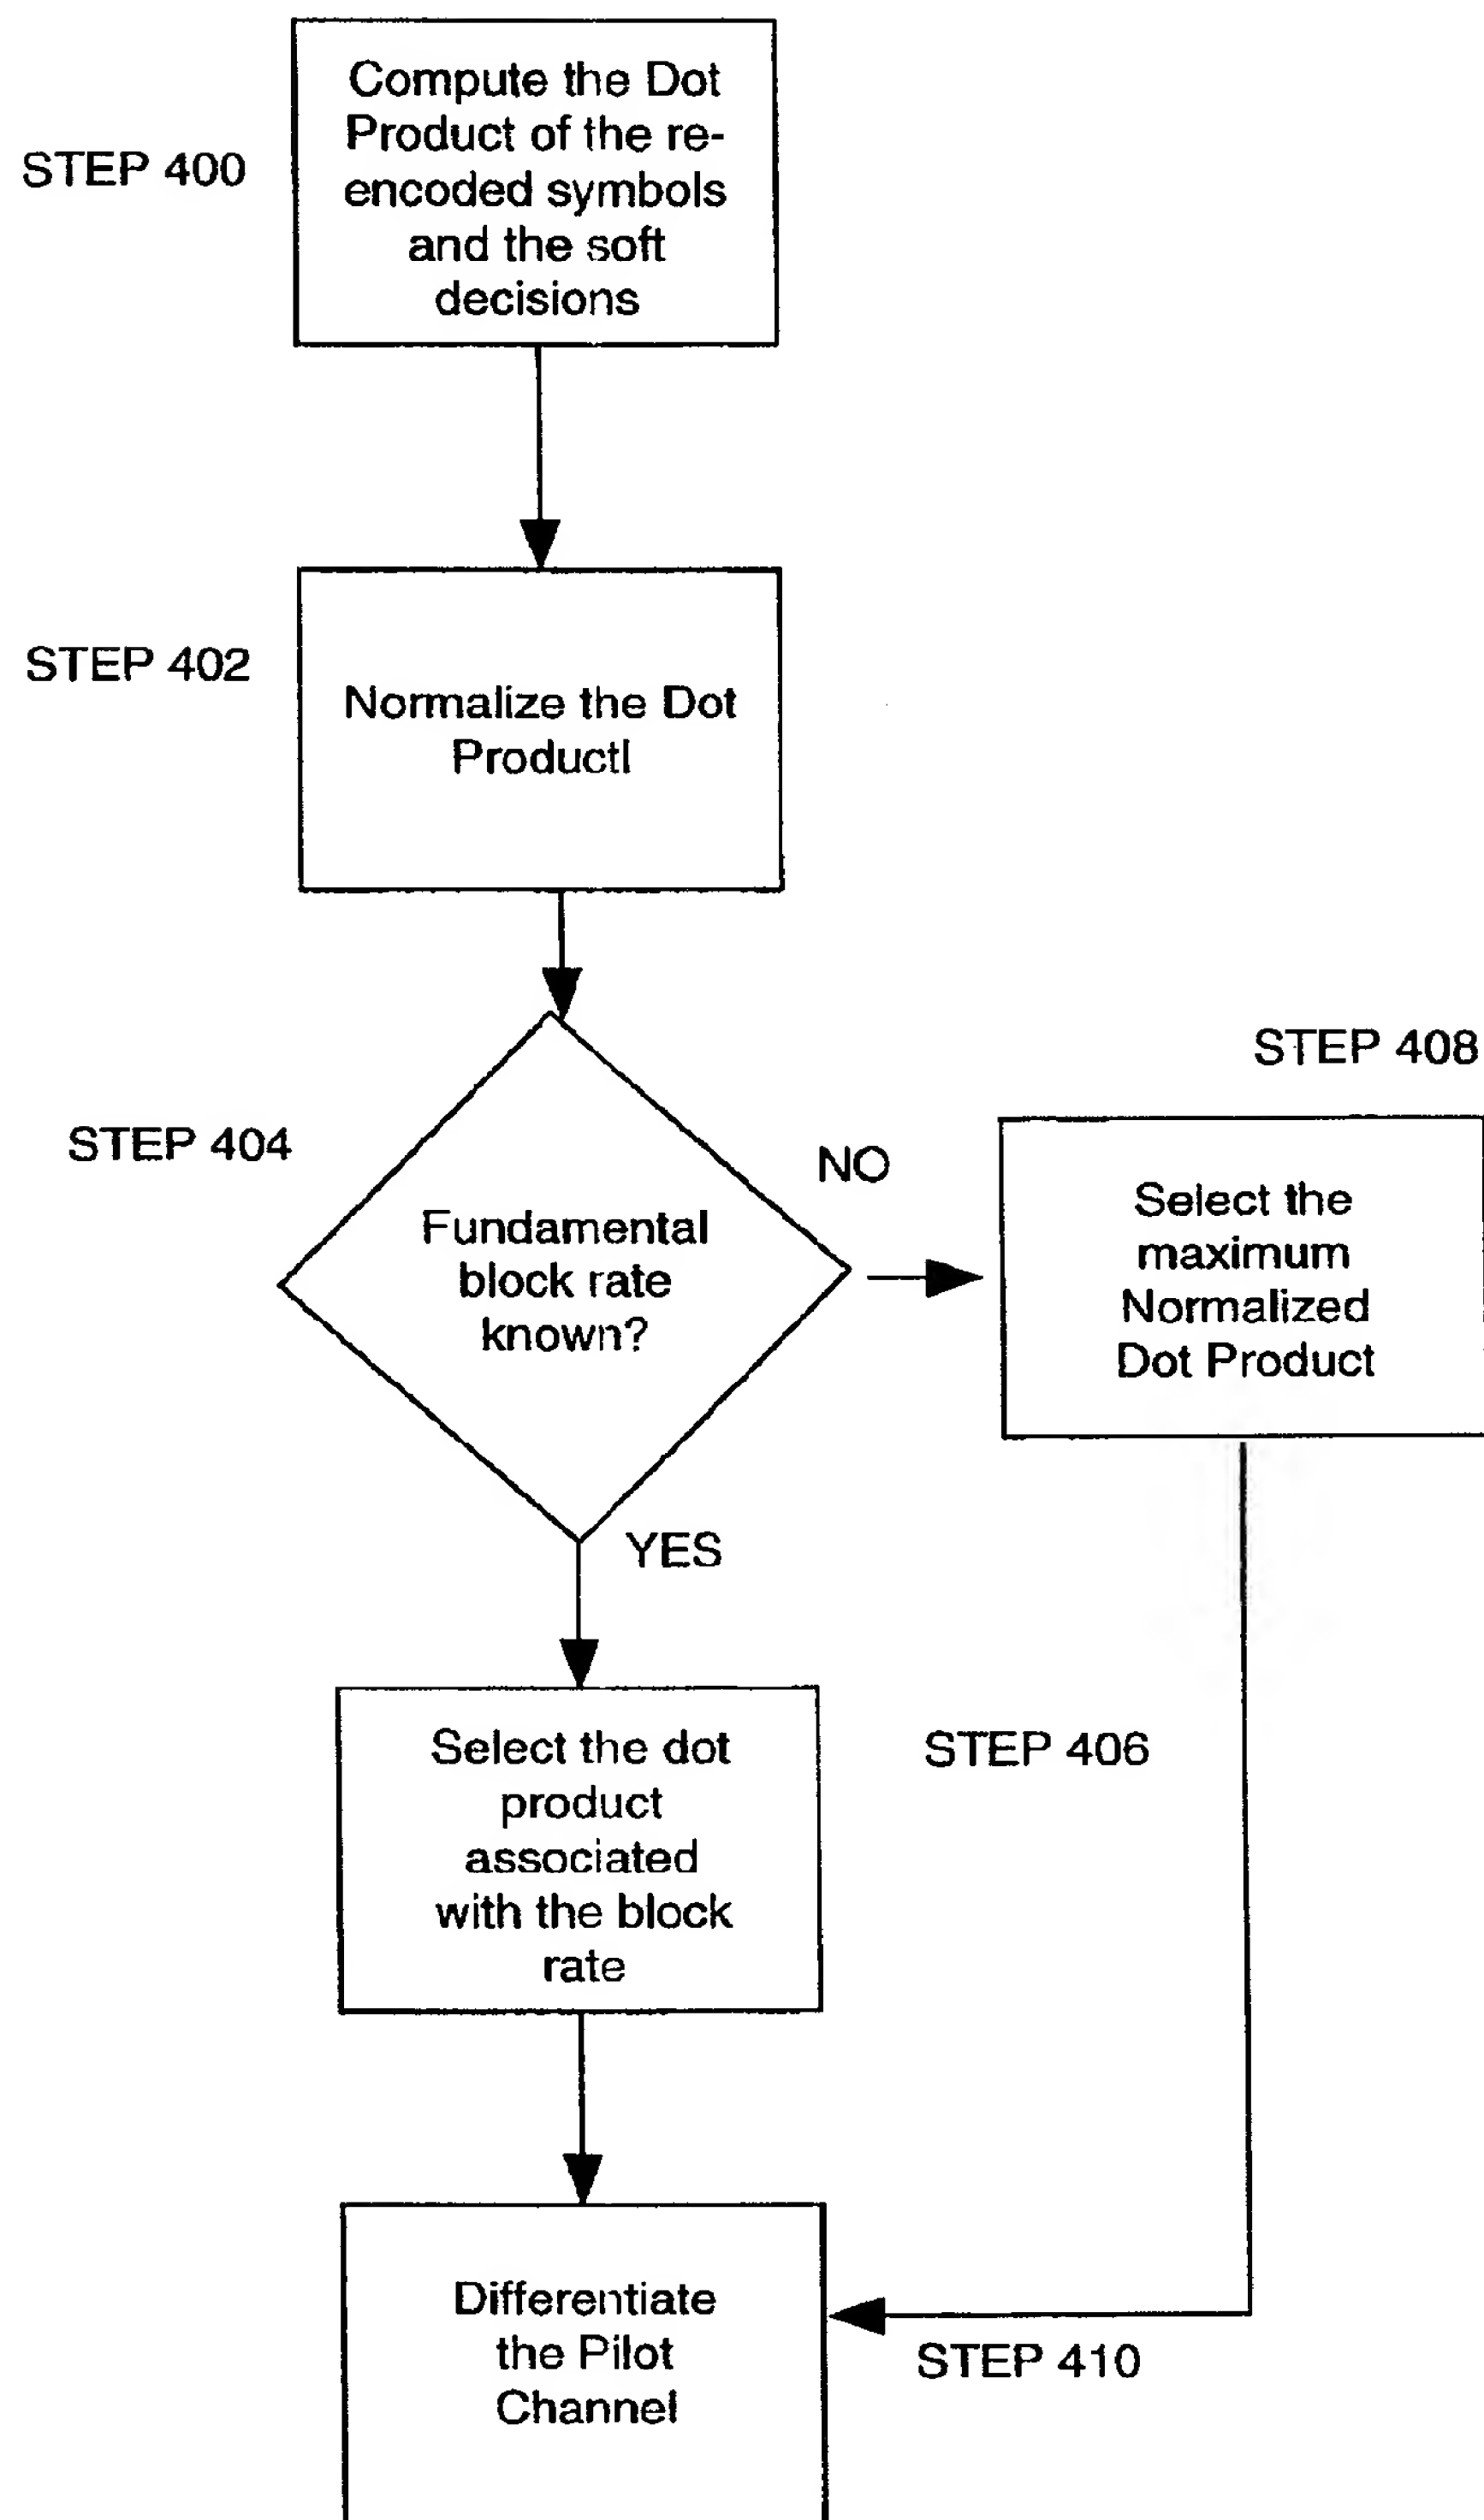 STEP 400
Compute the Dot
Product of the re-
encoded symbols
and the soft
decisions
STEP 402
Normalize the Dot
Productl
STEP 404
Fundamental
block rate
known?
NO
STEP 408
Select the
maximum
Normalized
Dot Product
YES
Select the dot
product
associated
with the block
rate
STEP 406
Differentiate
the Pilot
Channel
STEP 410